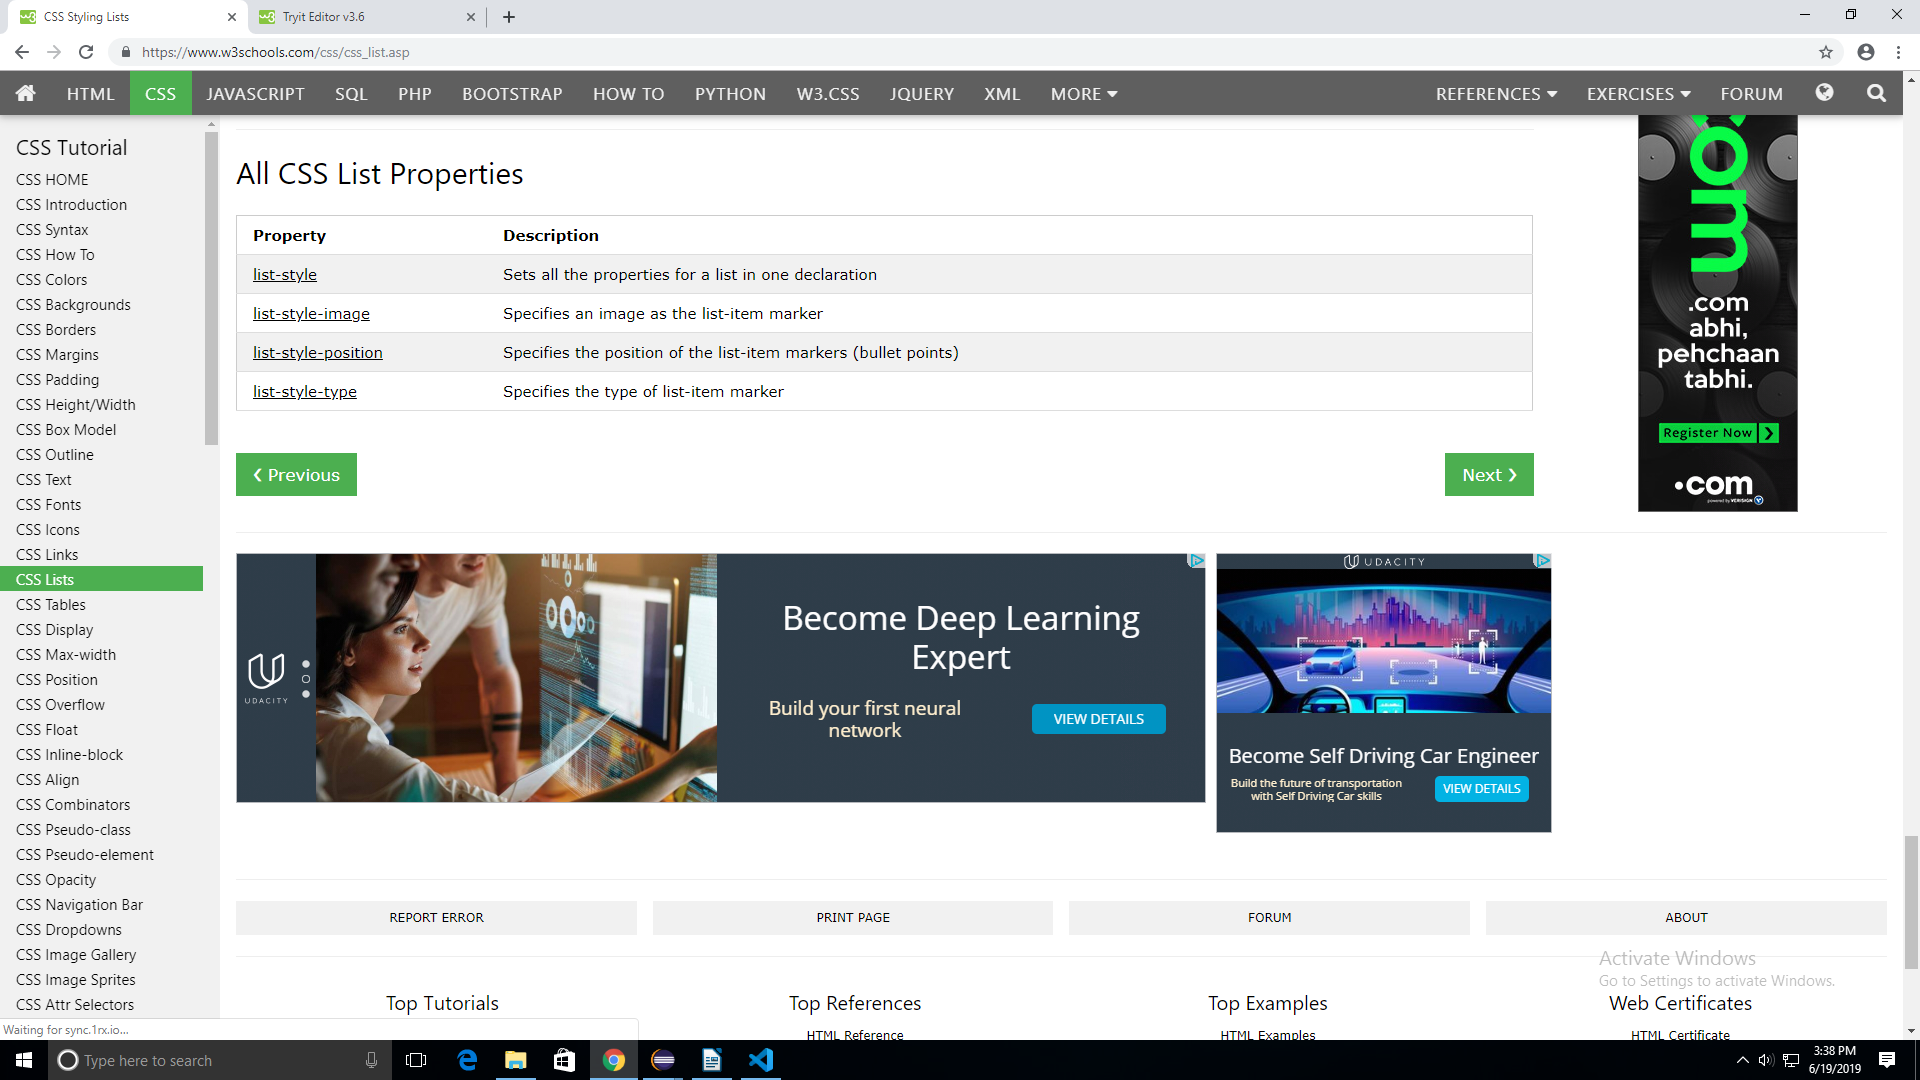 CSS Styling Lists
Tryit Editor v3.6
https://www.w3schools.com/css/css_list.asp
HTML CSS JAVASCRIPT SQL PHP BOOTSTRAP HOW TO PYTHON W3.CSS JQUERY XML MORE REFERENCES EXERCISES FORUM
CSS Tutorial
CSS HOME
CSS Introduction
CSS Syntax
CSS How To
CSS Colors
CSS Backgrounds
CSS Borders
CSS Margins
CSS Padding
CSS Height/Width
CSS Box Model
CSS Outline
CSS Text
CSS Fonts
CSS Icons
CSS Links
CSS Lists
CSS Tables
CSS Display
CSS Max-width
CSS Position
CSS Overflow
CSS Float
CSS Inline-block
CSS Align
CSS Combinators
CSS Pseudo-class
CSS Pseudo-element
CSS Opacity
CSS Navigation Bar
CSS Dropdowns
CSS Image Gallery
CSS Image Sprites
CSS Attr Selectors
Waiting for sync.1rx.io...
All CSS List Properties
Property Description
list-style Sets all the properties for a list in one declaration
list-style-image Specifies an image as the list-item marker
list-style-position Specifies the position of the list-item markers (bullet points)
list-style-type Specifies the type of list-item marker
❮ Previous
Next ❯
om
.com
abhi,
pehchaan
tabhi.
Register Now
.com
powered by VERISIGN
UDACITY
Become Deep Learning
Expert
Build your first neural
network
VIEW DETAILS
UDACITY
Become Self Driving Car Engineer
Build the future of transportation
with Self Driving Car skills
VIEW DETAILS
REPORT ERROR PRINT PAGE FORUM ABOUT
Activate Windows
Go to Settings to activate Windows.
Top Tutorials Top References Top Examples Web Certificates
HTML Reference HTML Examples HTML Certificate
Type here to search
3:38 PM
6/19/2019